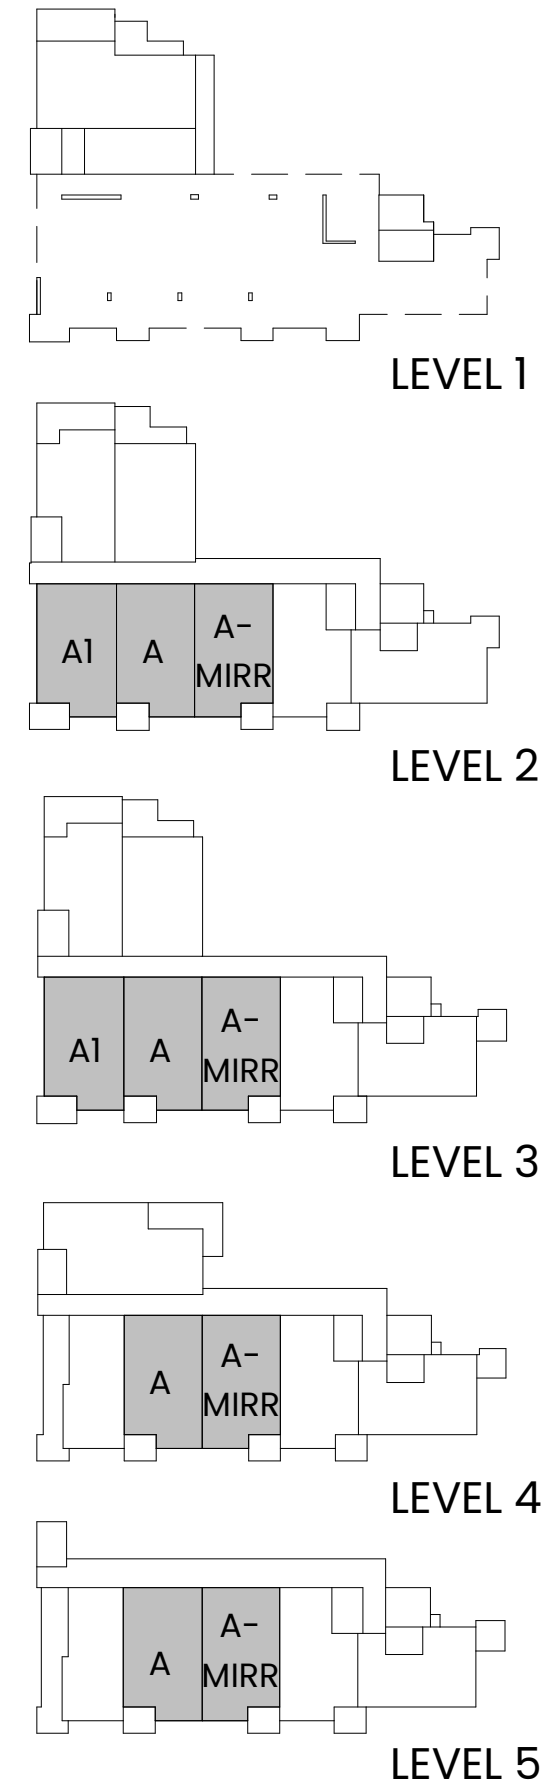 LEVEL 1
A1 A A-
MIRR
LEVEL 2
A1 A A-
MIRR
LEVEL 3
A A-
MIRR
LEVEL 4
A A-
MIRR
LEVEL 5